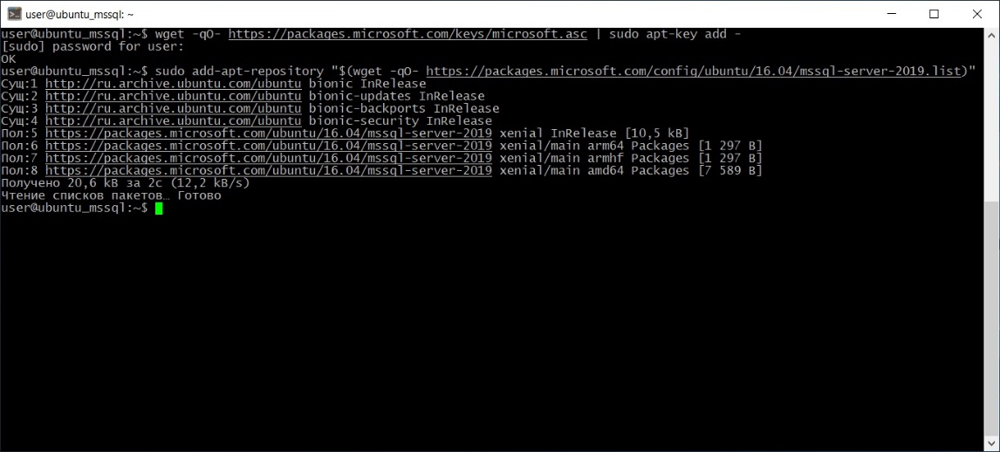 user@ubuntu_mssql: ~
user@ubuntu_mssql:~$ wget -qO- https://packages.microsoft.com/keys/microsoft.asc | sudo apt-key add -
[sudo] password for user:
OK
user@ubuntu_mssql:~$ sudo add-apt-repository "$(wget -qO- https://packages.microsoft.com/config/ubuntu/16.04/mssql-server-2019.list)"
Сущ:1 http://ru.archive.ubuntu.com/ubuntu bionic InRelease
Сущ:2 http://ru.archive.ubuntu.com/ubuntu bionic-updates InRelease
Сущ:3 http://ru.archive.ubuntu.com/ubuntu bionic-backports InRelease
Сущ:4 http://ru.archive.ubuntu.com/ubuntu bionic-security InRelease
Пол:5 https://packages.microsoft.com/ubuntu/16.04/mssql-server-2019 xenial InRelease [10,5 kB]
Пол:6 https://packages.microsoft.com/ubuntu/16.04/mssql-server-2019 xenial/main arm64 Packages [1 297 B]
Пол:7 https://packages.microsoft.com/ubuntu/16.04/mssql-server-2019 xenial/main armhf Packages [1 297 B]
Пол:8 https://packages.microsoft.com/ubuntu/16.04/mssql-server-2019 xenial/main amd64 Packages [7 589 B]
Получено 20,6 kB за 2с (12,2 kB/s)
Чтение списков пакетов… Готово
user@ubuntu_mssql:~$